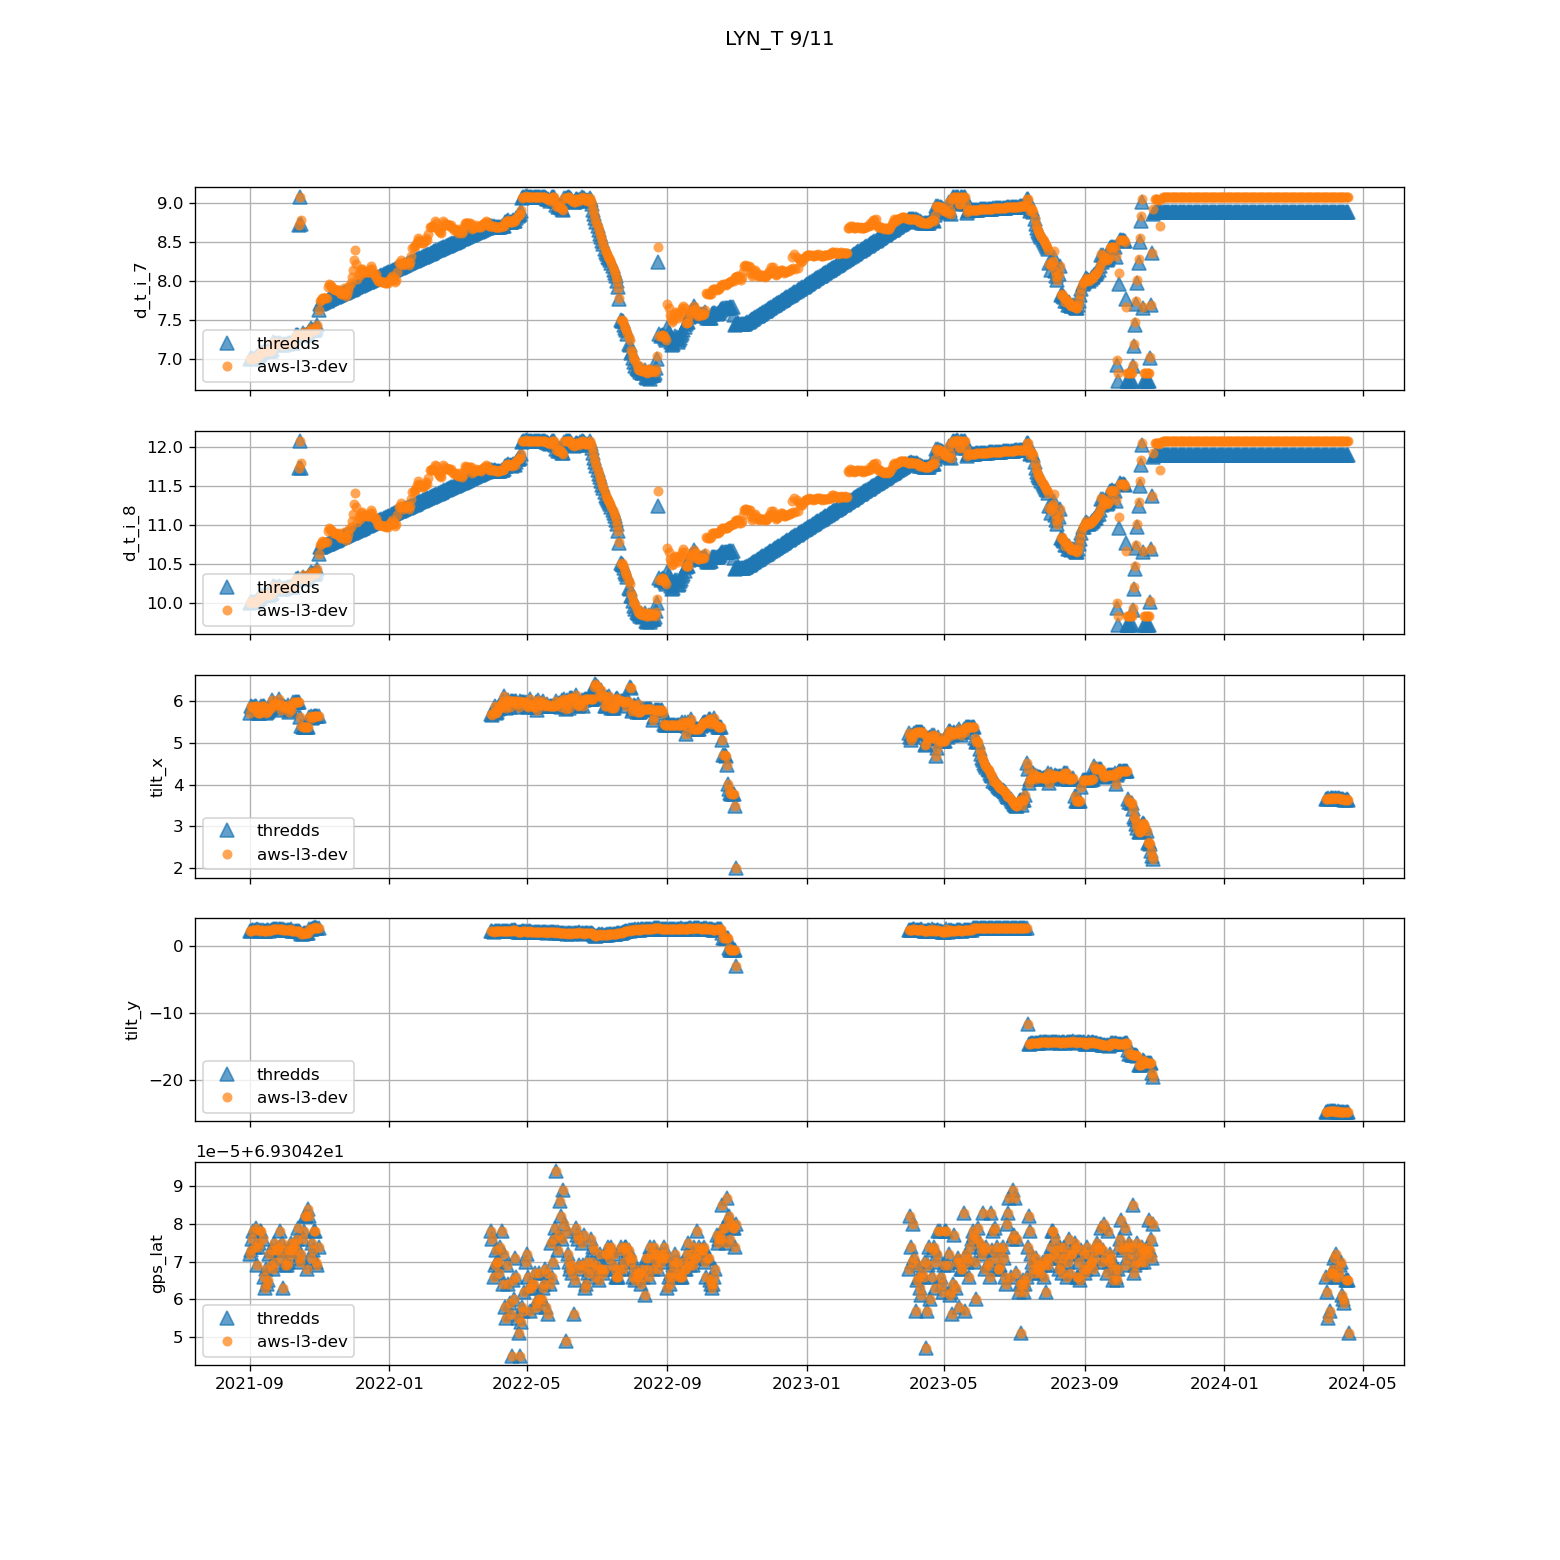 LYN_T 9/11
9.0
8.5
8.0
7.5
7.0
d_t_i_7
thredds
aws-l3-dev
12.0
11.5
11.0
10.5
10.0
d_t_i_8
thredds
aws-l3-dev
6
5
4
3
2
tilt_x
thredds
aws-l3-dev
0
−10
−20
tilt_y
thredds
aws-l3-dev
1e−5+6.93042e1
9
8
7
6
5
gps_lat
thredds
aws-l3-dev
2021-09 2022-01 2022-05 2022-09 2023-01 2023-05 2023-09 2024-01 2024-05